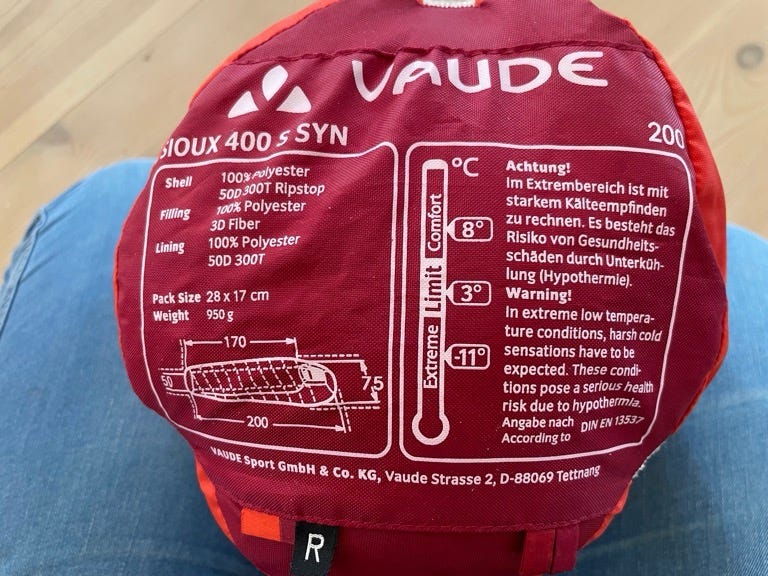 VAUDE
SIOUX 400 S SYN
200
Shell 100% Polyester
50D 300T Ripstop
Filling 100% Polyester
3D Fiber
Lining 100% Polyester
50D 300T
Pack Size 28 x 17 cm
Weight 950 g
170
50
75
200
°C
Comfort
8°
Limit
3°
Extreme
-11°
Achtung!
Im Extrembereich ist mit
starkem Kälteempfinden
zu rechnen. Es besteht das
Risiko von Gesundheits-
schäden durch Unterküh-
lung (Hypothermie).
Warning!
In extreme low tempera-
ture conditions, harsh cold
sensations have to be
expected. These condi-
tions pose a serious health
risk due to hypothermia.
Angabe nach DIN EN 13537
According to
VAUDE Sport GmbH & Co. KG, Vaude Strasse 2, D-88069 Tettnang
R